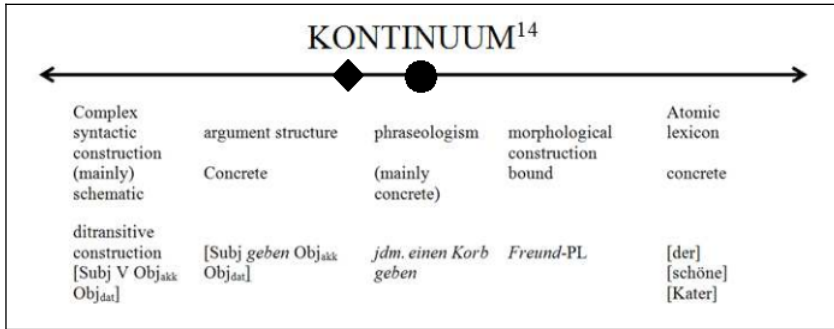 KONTINUUM14
Complex
syntactic
construction
(mainly)
schematic
argument structure
Concrete
phraseologism
(mainly
concrete)
morphological
construction
bound
Atomic
lexicon
concrete
ditransitive
construction
[Subj V Objakk
Objdat]
[Subj geben Objakk
Objdat]
jdm. einen Korb
geben
Freund-PL
[der]
[schöne]
[Kater]